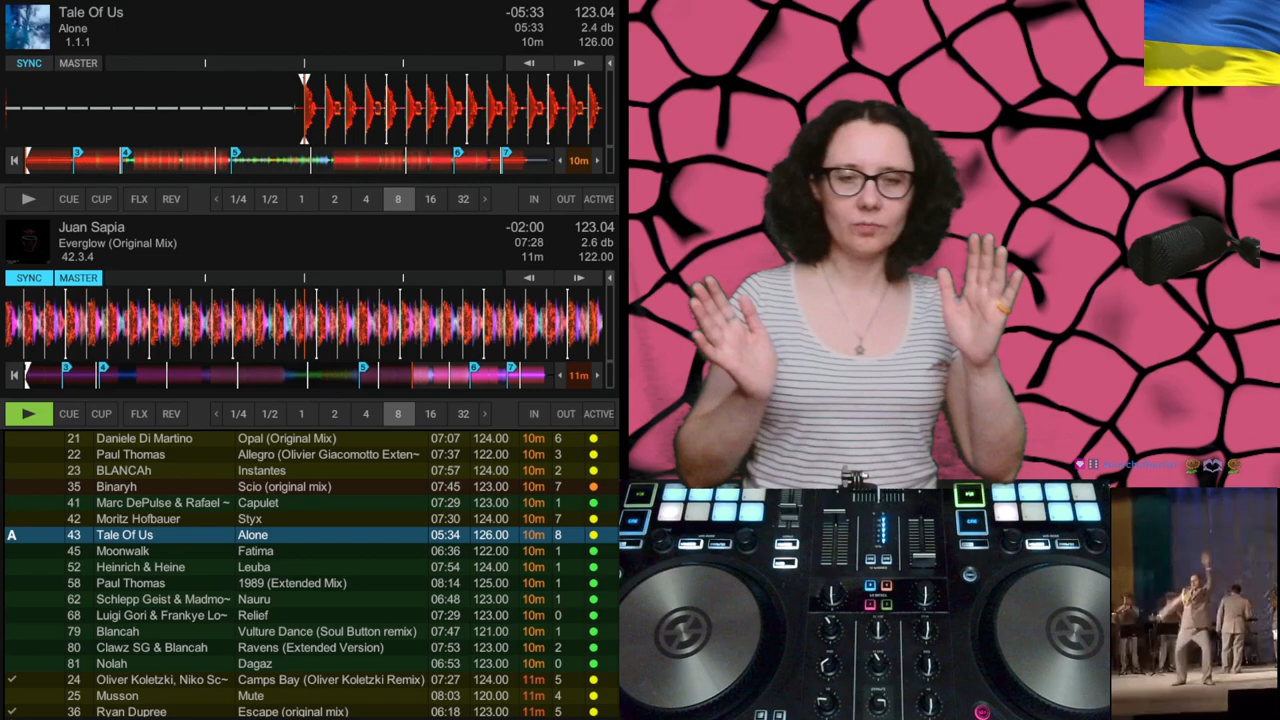 Tale Of Us -05:33 123.04
Alone 05:33 2.4 db
1.1.1 10m 126.00
SYNC MASTER
3 4 5 6 7 10m
CUE CUP FLX REV < 1/4 1/2 1 2 4 8 16 32 > IN OUT ACTIVE
Juan Sapia -02:00 123.04
Everglow (Original Mix) 07:28 2.6 db
42.3.4 11m 122.00
SYNC MASTER
3 4 5 6 7 11m
CUE CUP FLX REV < 1/4 1/2 1 2 4 8 16 32 > IN OUT ACTIVE
21 Daniele Di Martino Opal (Original Mix) 07:07 124.00 10m 6
22 Paul Thomas Allegro (Olivier Giacomotto Exten~ 07:37 122.00 10m 3
23 BLANCAh Instantes 07:57 124.00 10m 2
35 Binaryh Scio (original mix) 07:45 123.00 10m 7
41 Marc DePulse & Rafael ~ Capulet 07:29 123.00 10m 1
42 Moritz Hofbauer Styx 07:30 124.00 10m 7
A 43 Tale Of Us Alone 05:34 126.00 10m 8
45 Moonwalk Fatima 06:36 122.00 10m 1
52 Heinrich & Heine Leuba 07:54 124.00 10m 1
58 Paul Thomas 1989 (Extended Mix) 08:14 125.00 10m 1
62 Schlepp Geist & Madmo~ Nauru 06:48 123.00 10m 1
68 Luigi Gori & Frankye Lo~ Relief 07:29 123.00 10m 0
79 Blancah Vulture Dance (Soul Button remix) 07:47 121.00 10m 1
80 Clawz SG & Blancah Ravens (Extended Version) 07:53 123.00 10m 2
81 Nolah Dagaz 06:53 123.00 10m 0
24 Oliver Koletzki, Niko Sc~ Camps Bay (Oliver Koletzki Remix) 07:27 124.00 11m 5
25 Musson Mute 08:03 120.00 11m 4
36 Ryan Dupree Escape (original mix) 06:18 123.00 11m 5